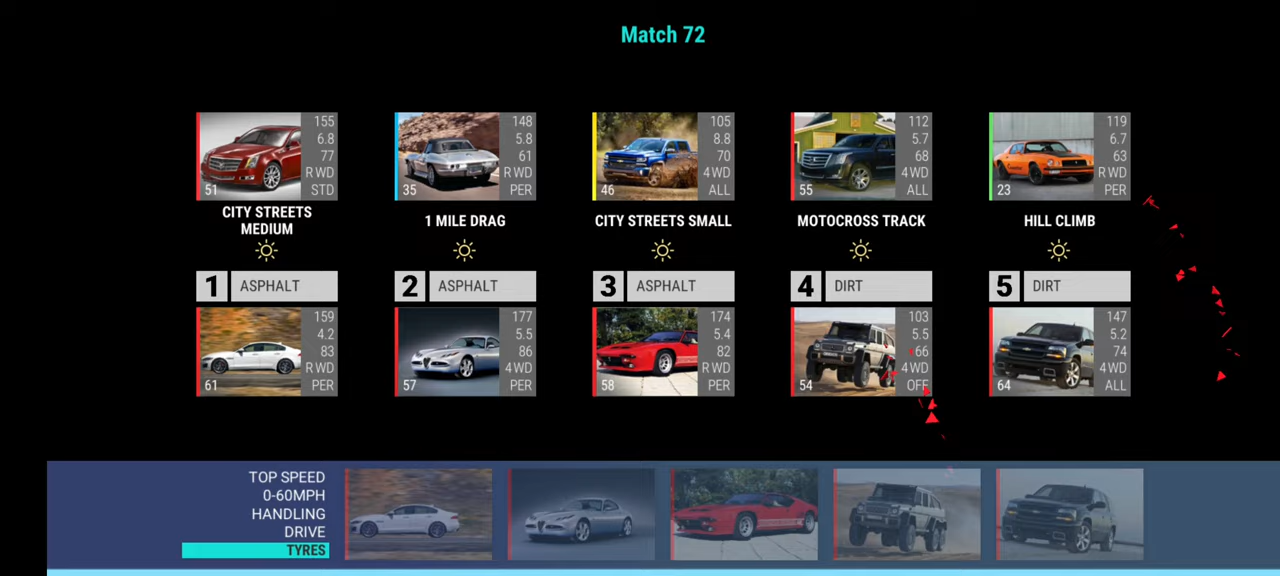 Match 72
155
6.8
77
RWD
STD
51
148
5.8
61
RWD
PER
35
105
8.8
70
4WD
ALL
46
112
5.7
68
4WD
ALL
55
119
6.7
63
RWD
PER
23
CITY STREETS
MEDIUM
1 MILE DRAG
CITY STREETS SMALL
MOTOCROSS TRACK
HILL CLIMB
1 ASPHALT
2 ASPHALT
3 ASPHALT
4 DIRT
5 DIRT
159
4.2
83
RWD
PER
61
177
5.5
86
4WD
PER
57
174
5.4
82
RWD
PER
58
103
5.5
66
4WD
OFF
54
147
5.2
74
4WD
ALL
64
TOP SPEED
0-60MPH
HANDLING
DRIVE
TYRES